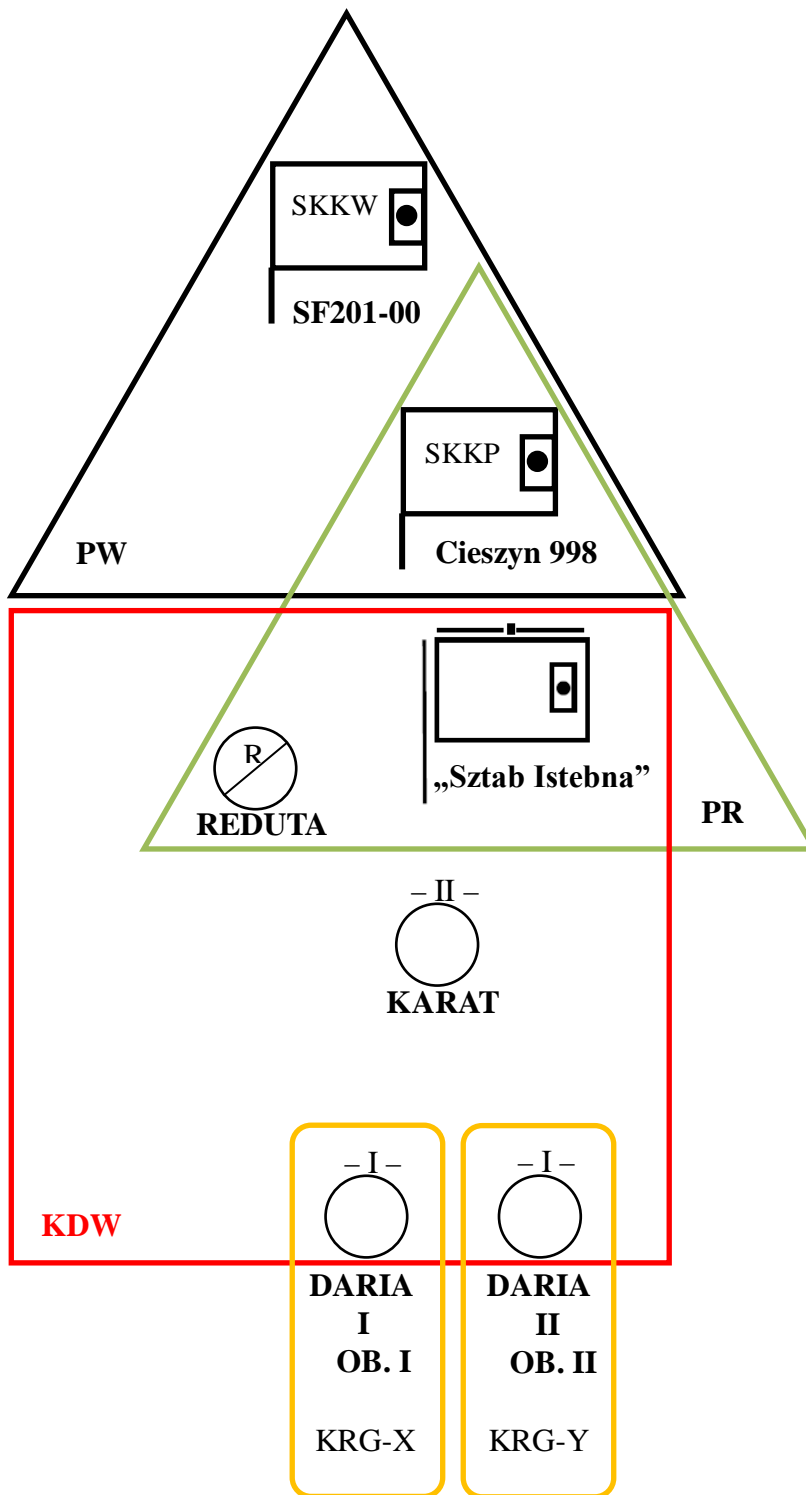 SKKW
SF201-00
SKKP
Cieszyn 998
PW
„Sztab Istebna”
R
REDUTA
PR
– II –
KARAT
KDW
– I –
DARIA
I
OB. I
KRG-X
– I –
DARIA
II
OB. II
KRG-Y